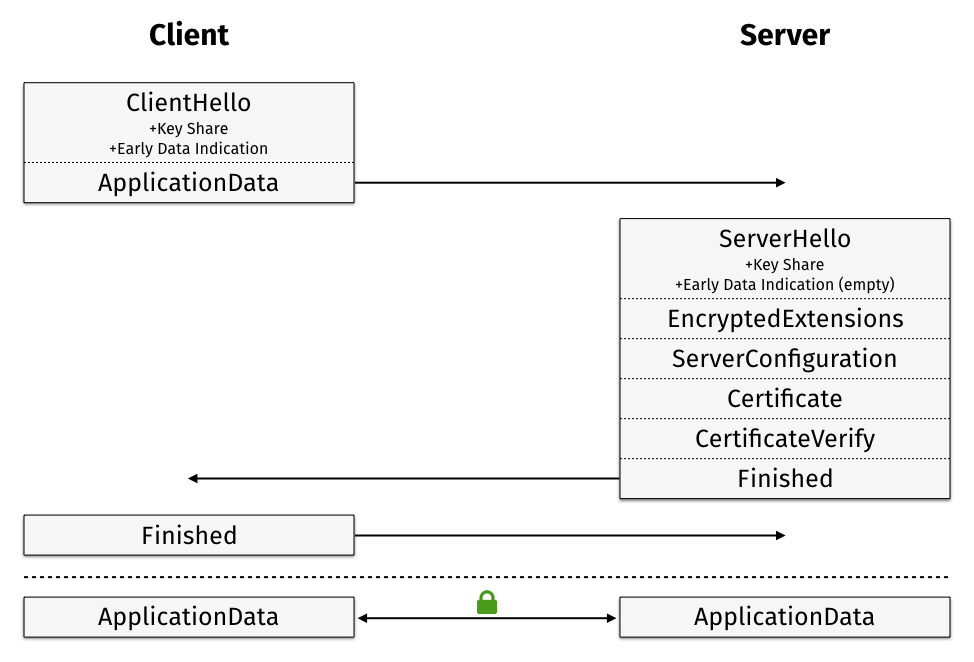 Client
Server
ClientHello
+Key Share
+Early Data Indication
ApplicationData
ServerHello
+Key Share
+Early Data Indication (empty)
EncryptedExtensions
ServerConfiguration
Certificate
CertificateVerify
Finished
Finished
ApplicationData
ApplicationData